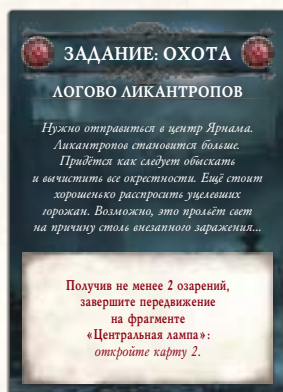 ЗАДАНИЕ: ОХОТА
ЛОГОВО ЛИКАНТРОПОВ
Нужно отправиться в центр Ярнама.
Ликантропов становится больше.
Придётся как следует обыскать
и вычистить все окрестности. Ещё стоит
хорошенько расспросить уцелевших
горожан. Возможно, это прольёт свет
на причину столь внезапного заражения...
Получив не менее 2 озарений,
завершите передвижение
на фрагменте
«Центральная лампа»:
откройте карту 2.